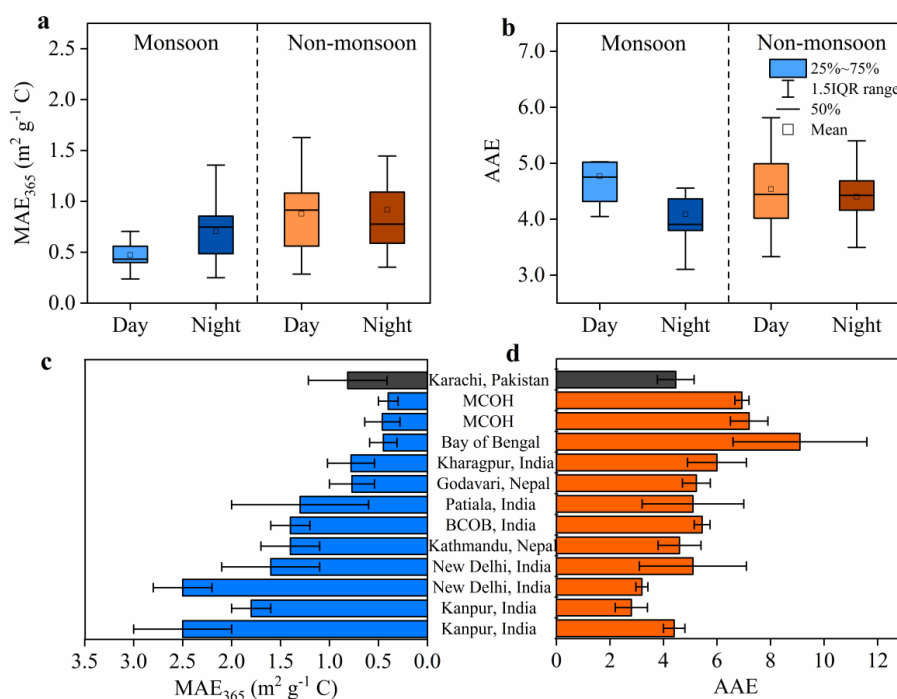 a
Monsoon
Non-monsoon
MAE365 (m2 g-1 C)
2.5
2.0
1.5
1.0
0.5
0.0
Day
Night
Day
Night
b
Monsoon
Non-monsoon
25%~75%
1.5IQR range
50%
Mean
AAE
7.0
6.0
5.0
4.0
3.0
Day
Night
Day
Night
c
d
Karachi, Pakistan
MCOH
MCOH
Bay of Bengal
Kharagpur, India
Godavari, Nepal
Patiala, India
BCOB, India
Kathmandu, Nepal
New Delhi, India
New Delhi, India
Kanpur, India
Kanpur, India
3.5 3.0 2.5 2.0 1.5 1.0 0.5 0.0
MAE365 (m2 g-1 C)
0 2 4 6 8 10 12
AAE